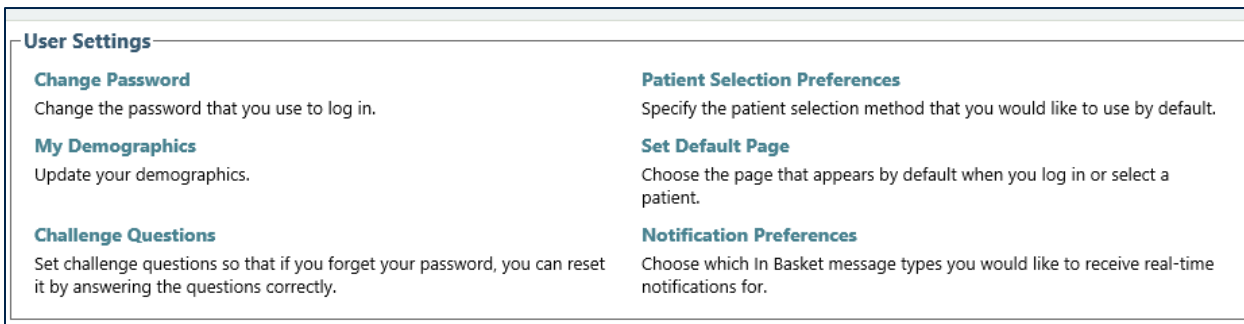 User Settings
Change Password
Change the password that you use to log in.
My Demographics
Update your demographics.
Challenge Questions
Set challenge questions so that if you forget your password, you can reset
it by answering the questions correctly.
Patient Selection Preferences
Specify the patient selection method that you would like to use by default.
Set Default Page
Choose the page that appears by default when you log in or select a
patient.
Notification Preferences
Choose which In Basket message types you would like to receive real-time
notifications for.